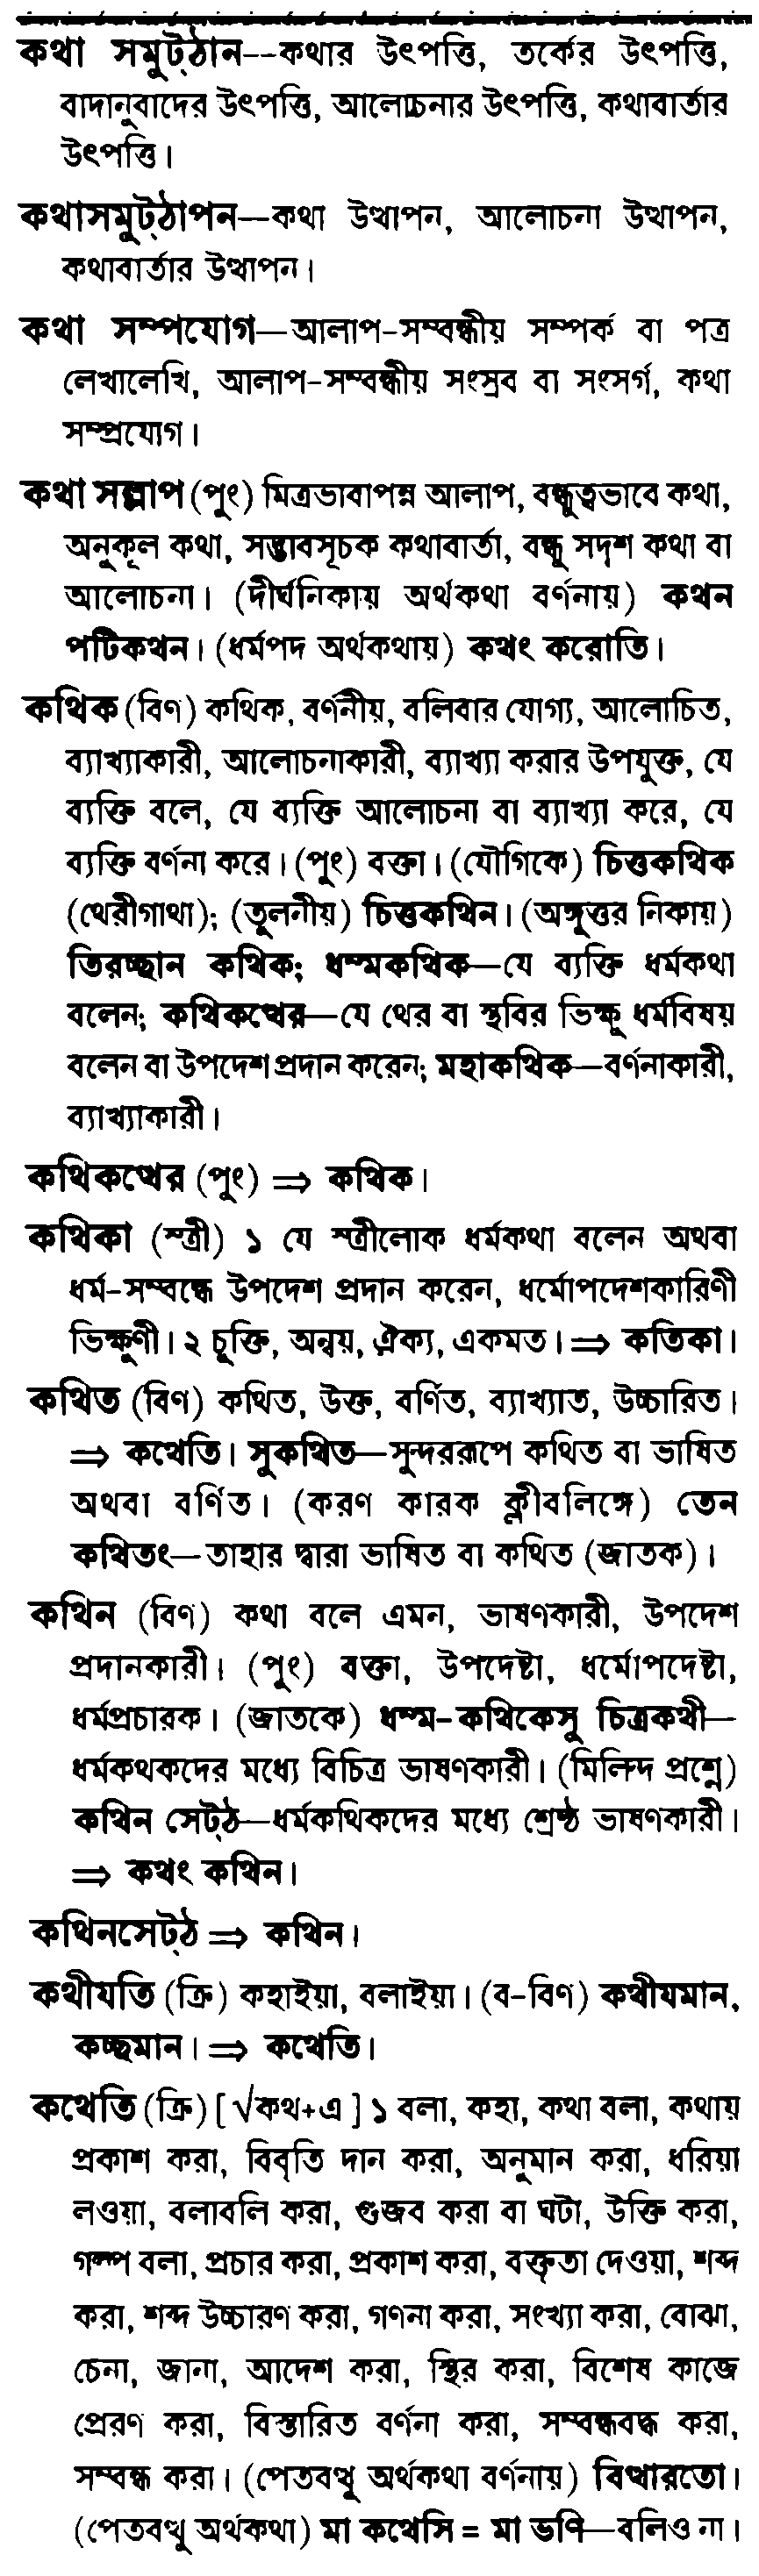 কথা সমুট্ঠান--কথার উৎপত্তি, তর্কের উৎপত্তি,
বাদানুবাদের উৎপত্তি, আলোচনার উৎপত্তি, কথাবার্তার
উৎপত্তি।
কথাসমুট্ঠাপন—কথা উত্থাপন, আলোচনা উত্থাপন,
কথাবার্তার উত্থাপন।
কথা সম্পযোগ—আলাপ-সম্বন্ধীয় সম্পর্ক বা পত্র
লেখালেখি, আলাপ-সম্বন্ধীয় সংস্রব বা সংসর্গ, কথা
সম্প্রযোগ।
কথা সল্লাপ (পুং) মিত্রভাবাপন্ন আলাপ, বন্ধুত্বভাবে কথা,
অনুকূল কথা, সদ্ভাবসূচক কথাবার্তা, বন্ধু সদৃশ কথা বা
আলোচনা। (দীর্ঘনিকায় অর্থকথা বর্ণনায়) কথন
পটিকথন। (ধর্মপদ অর্থকথায়) কথং করোতি।
কথিক (বিণ) কথিক, বর্ণনীয়, বলিবার যোগ্য, আলোচিত,
ব্যাখ্যাকারী, আলোচনাকারী, ব্যাখ্যা করার উপযুক্ত, যে
ব্যক্তি বলে, যে ব্যক্তি আলোচনা বা ব্যাখ্যা করে, যে
ব্যক্তি বর্ণনা করে। (পুং) বক্তা। (যৌগিকে) চিত্তকথিক
(থেরীগাথা); (তুলনীয়) চিত্তকথিন। (অঙ্গুত্তর নিকায়)
তিরচ্ছান কথিক; ধম্মকথিক—যে ব্যক্তি ধর্মকথা
বলেন; কথিকত্থের—যে থের বা স্থবির ভিক্ষু ধর্মবিষয়
বলেন বা উপদেশ প্রদান করেন; মহাকথিক—বর্ণনাকারী,
ব্যাখ্যাকারী।
কথিকত্থের (পুং) ⇒ কথিক।
কথিকা (স্ত্রী) ১ যে স্ত্রীলোক ধর্মকথা বলেন অথবা
ধর্ম-সম্বন্ধে উপদেশ প্রদান করেন, ধর্মোপদেশকারিণী
ভিক্ষুণী। ২ চুক্তি, অন্বয়, ঐক্য, একমত। ⇒ কতিকা।
কথিত (বিণ) কথিত, উক্ত, বর্ণিত, ব্যাখ্যাত, উচ্চারিত।
⇒ কথেতি। সুকথিত—সুন্দররূপে কথিত বা ভাষিত
অথবা বর্ণিত। (করণ কারক ক্লীবলিঙ্গে) তেন
কথিতং—তাহার দ্বারা ভাষিত বা কথিত (জাতক)।
কথিন (বিণ) কথা বলে এমন, ভাষণকারী, উপদেশ
প্রদানকারী। (পুং) বক্তা, উপদেষ্টা, ধর্মোপদেষ্টা,
ধর্মপ্রচারক। (জাতকে) ধম্ম-কথিকেসু চিত্রকথী—
ধর্মকথকদের মধ্যে বিচিত্র ভাষণকারী। (মিলিন্দ প্রশ্নে)
কথিন সেট্ঠ—ধর্মকথিকদের মধ্যে শ্রেষ্ঠ ভাষণকারী।
⇒ কথং কথিন।
কথিনসেট্ঠ ⇒ কথিন।
কথীযতি (ক্রি) কহাইয়া, বলাইয়া। (ব-বিণ) কথীযমান,
কচ্ছমান। ⇒ কথেতি।
কথেতি (ক্রি) [ √কথ+এ ] ১ বলা, কহা, কথা বলা, কথায়
প্রকাশ করা, বিবৃতি দান করা, অনুমান করা, ধরিয়া
লওয়া, বলাবলি করা, গুজব করা বা ঘটা, উক্তি করা,
গল্প বলা, প্রচার করা, প্রকাশ করা, বক্তৃতা দেওয়া, শব্দ
করা, শব্দ উচ্চারণ করা, গণনা করা, সংখ্যা করা, বোঝা,
চেনা, জানা, আদেশ করা, স্থির করা, বিশেষ কাজে
প্রেরণ করা, বিস্তারিত বর্ণনা করা, সম্বন্ধবদ্ধ করা,
সম্বন্ধ করা। (পেতবত্থু অর্থকথা বর্ণনায়) বিত্থারতো।
(পেতবত্থু অর্থকথা) মা কথেসি = মা ভণি—বলিও না।